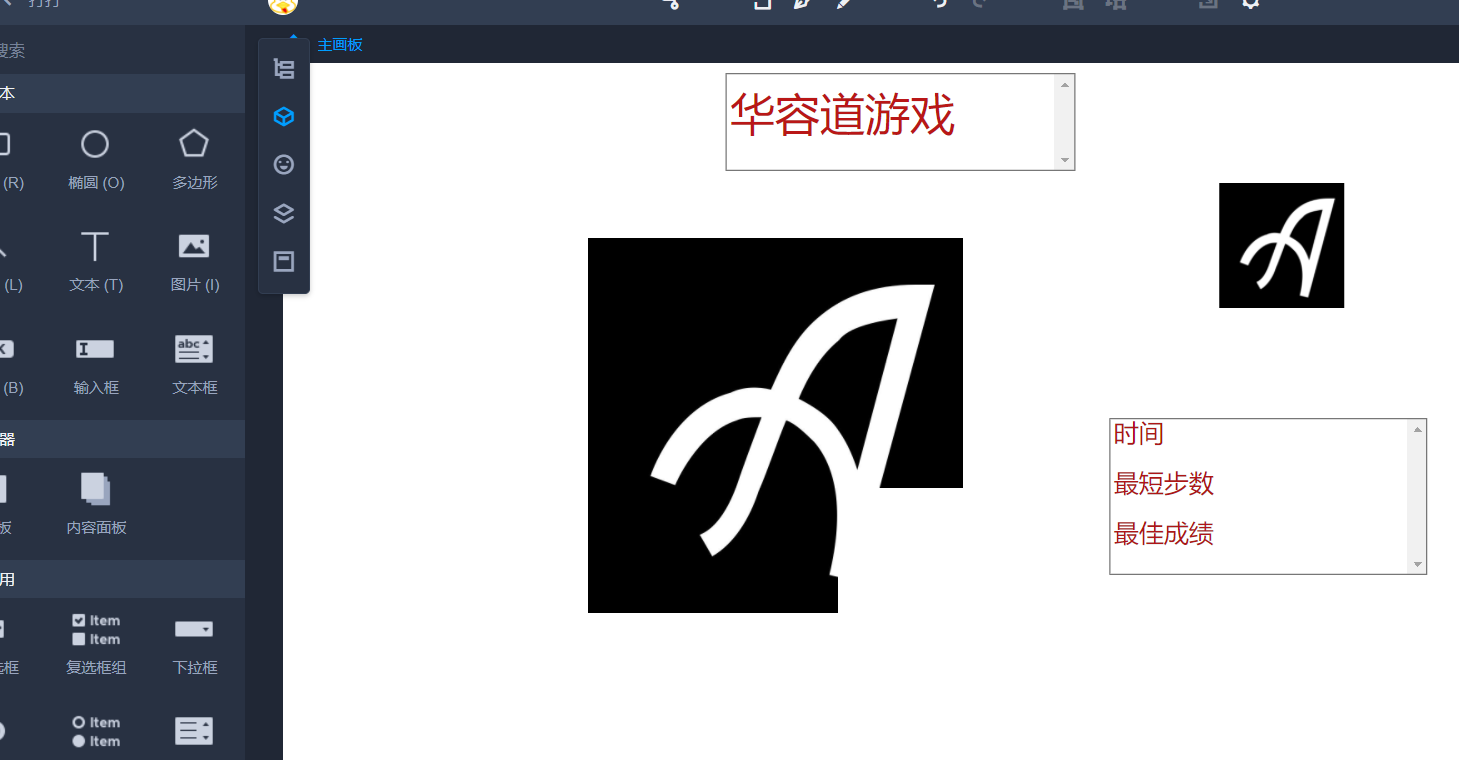 主画板
搜索
本
(R)
椭圆 (O)
多边形
(L)
文本 (T)
图片 (I)
abc
(B)
输入框
文本框
器
板
内容面板
用
Item
Item
选框
复选框组
下拉框
Item
Item
华容道游戏
时间
最短步数
最佳成绩